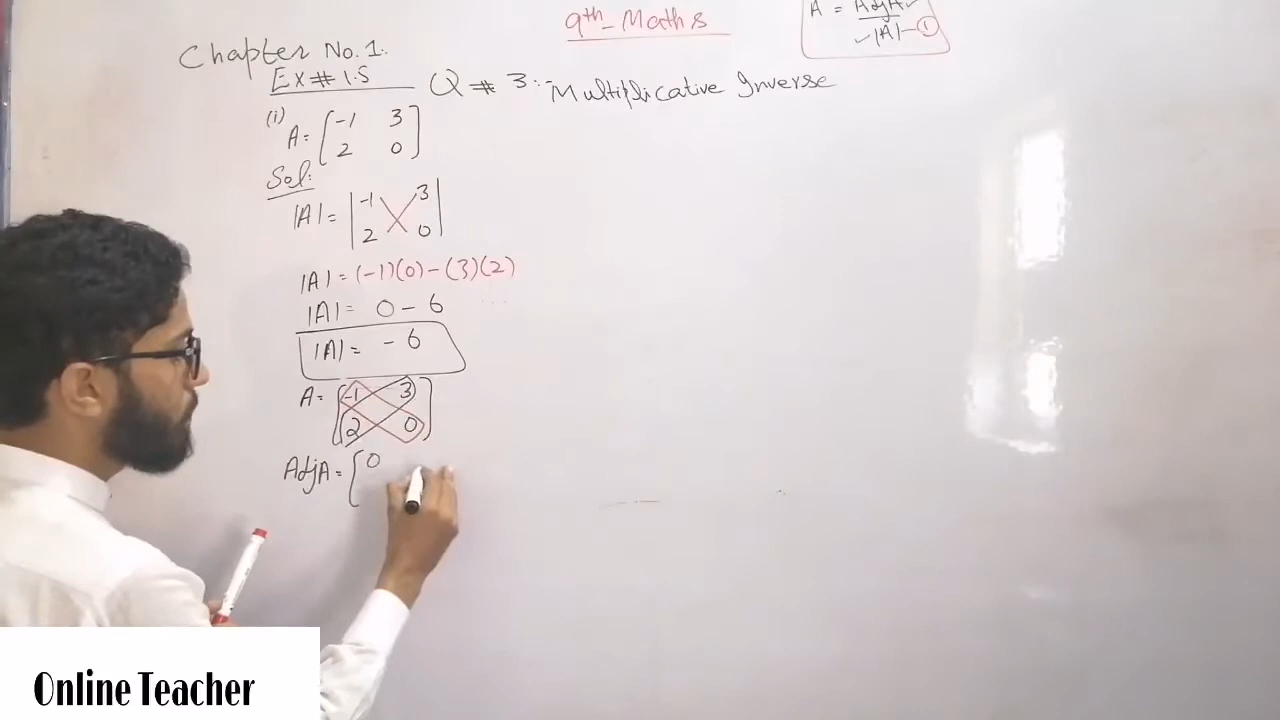 9th - Maths
A = AdjA
|A| - ①
Chapter No. 1.
Ex # 1.5
Q # 3:- Multiplicative Inverse
(i)
A = [ -1 3
2 0 ]
Sol:
|A| = | -1 3
2 0 |
|A| = (-1)(0) - (3)(2)
|A| = 0 - 6
|A| = - 6
A = [ -1 3
2 0 ]
AdjA = [ 0
Online Teacher